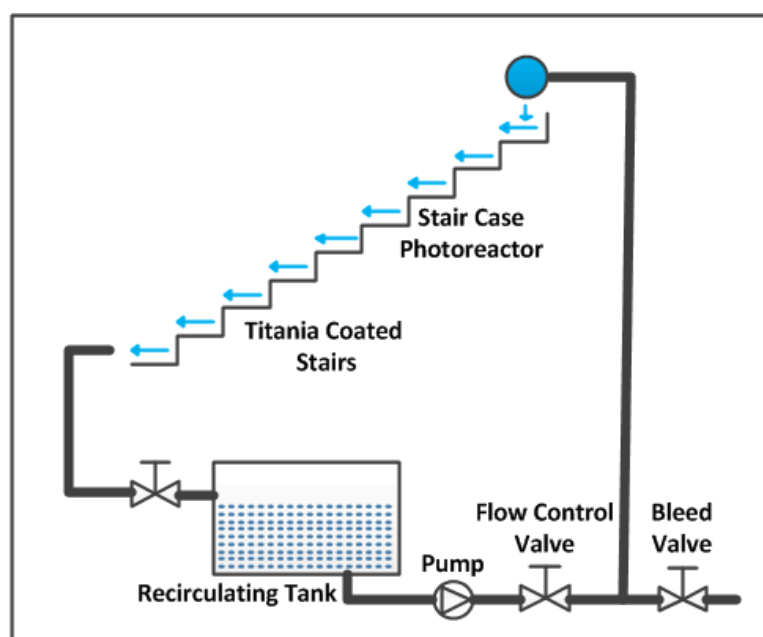 Stair Case
Photoreactor
Titania Coated
Stairs
Flow Control
Valve
Bleed
Valve
Pump
Recirculating Tank